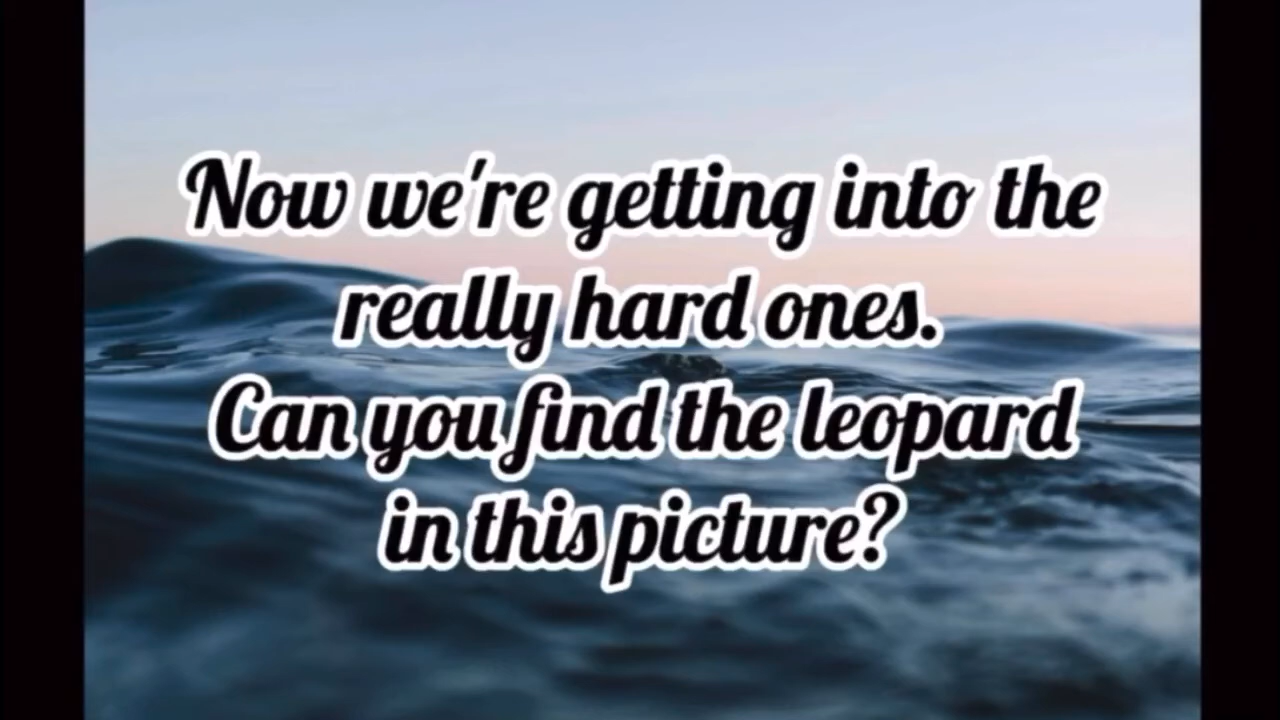 Now we're getting into the
really hard ones.
Can you find the leopard
in this picture?